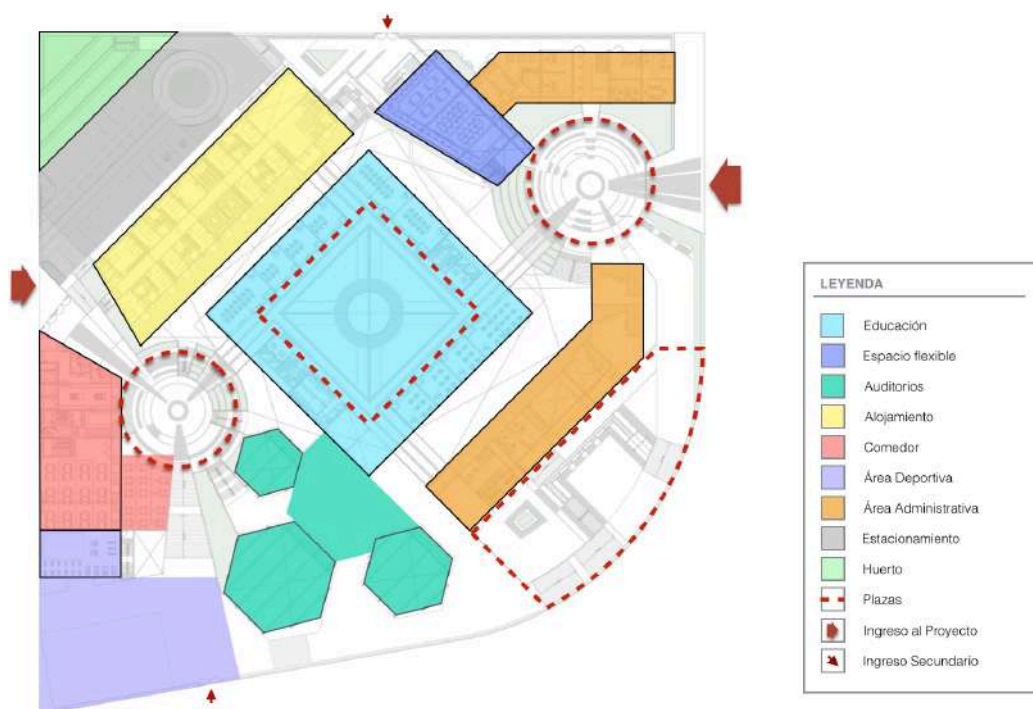 LEYENDA
Educación
Espacio flexible
Auditorios
Alojamiento
Comedor
Área Deportiva
Área Administrativa
Estacionamiento
Huerto
Plazas
Ingreso al Proyecto
Ingreso Secundario